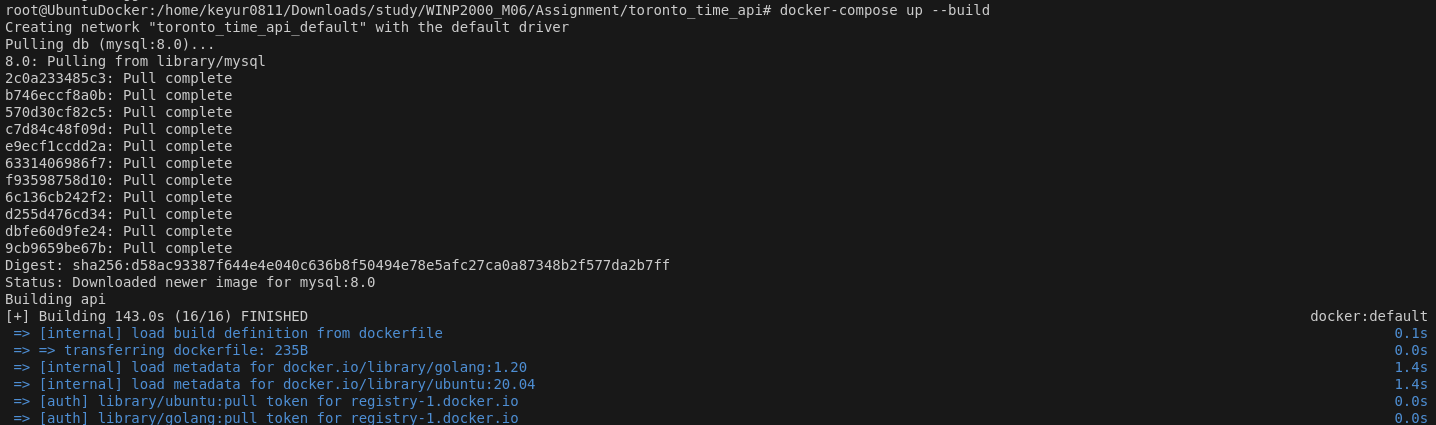 root@UbuntuDocker:/home/keyur0811/Downloads/study/WINP2000_M06/Assignment/toronto_time_api# docker-compose up --build
Creating network "toronto_time_api_default" with the default driver
Pulling db (mysql:8.0)...
8.0: Pulling from library/mysql
2c0a233485c3: Pull complete
b746eccf8a0b: Pull complete
570d30cf82c5: Pull complete
c7d84c48f09d: Pull complete
e9ecf1ccdd2a: Pull complete
6331406986f7: Pull complete
f93598758d10: Pull complete
6c136cb242f2: Pull complete
d255d476cd34: Pull complete
dbfe60d9fe24: Pull complete
9cb9659be67b: Pull complete
Digest: sha256:d58ac93387f644e4e040c636b8f50494e78e5afc27ca0a87348b2f577da2b7ff
Status: Downloaded newer image for mysql:8.0
Building api
[+] Building 143.0s (16/16) FINISHED docker:default
=> [internal] load build definition from dockerfile 0.1s
=> => transferring dockerfile: 235B 0.0s
=> [internal] load metadata for docker.io/library/golang:1.20 1.4s
=> [internal] load metadata for docker.io/library/ubuntu:20.04 1.4s
=> [auth] library/ubuntu:pull token for registry-1.docker.io 0.0s
=> [auth] library/golang:pull token for registry-1.docker.io 0.0s